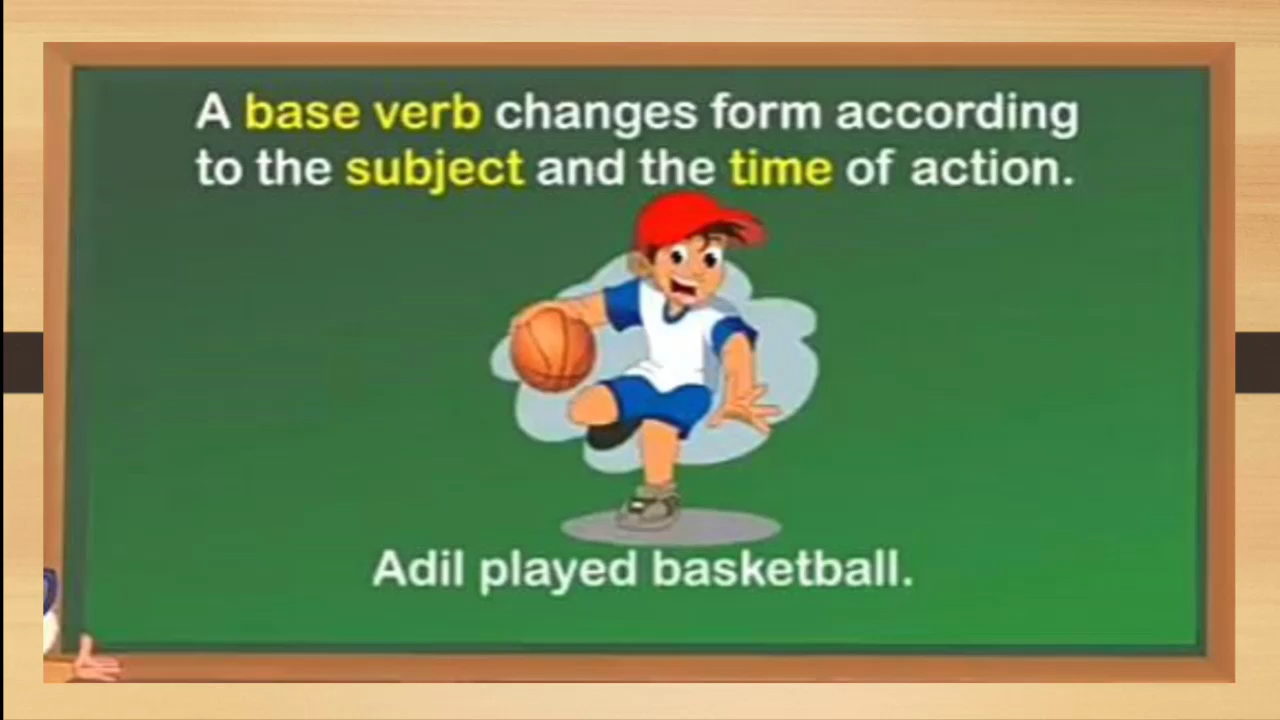 A base verb changes form according
to the subject and the time of action.
Adil played basketball.